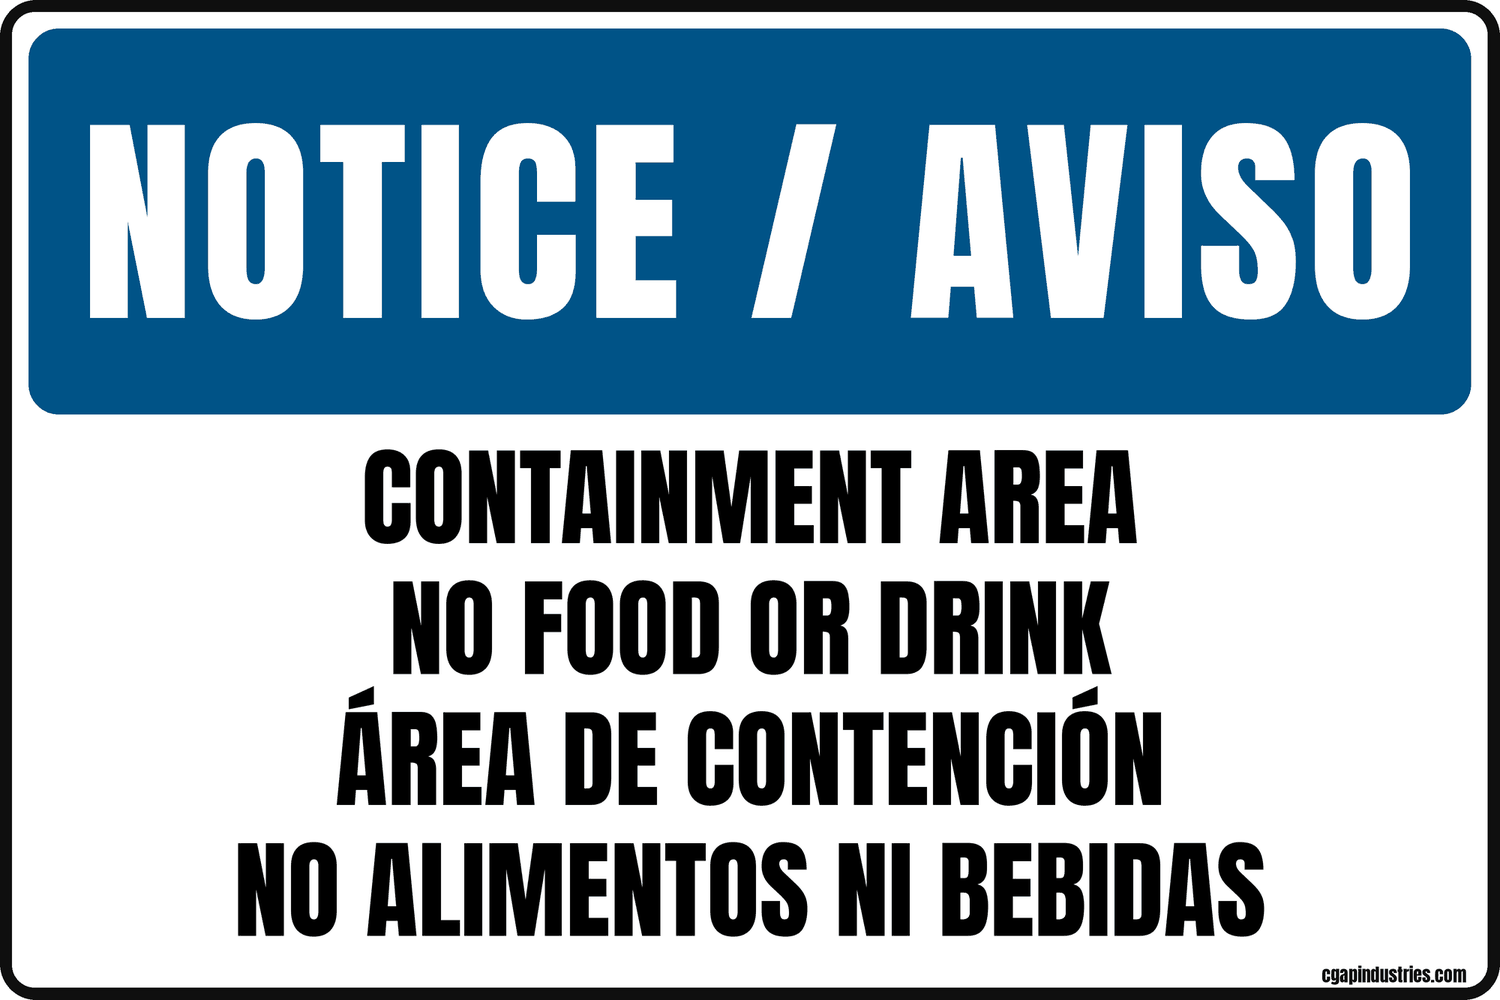 NOTICE / AVISO
CONTAINMENT AREA
NO FOOD OR DRINK
ÁREA DE CONTENCIÓN
NO ALIMENTOS NI BEBIDAS
cgapindustries.com